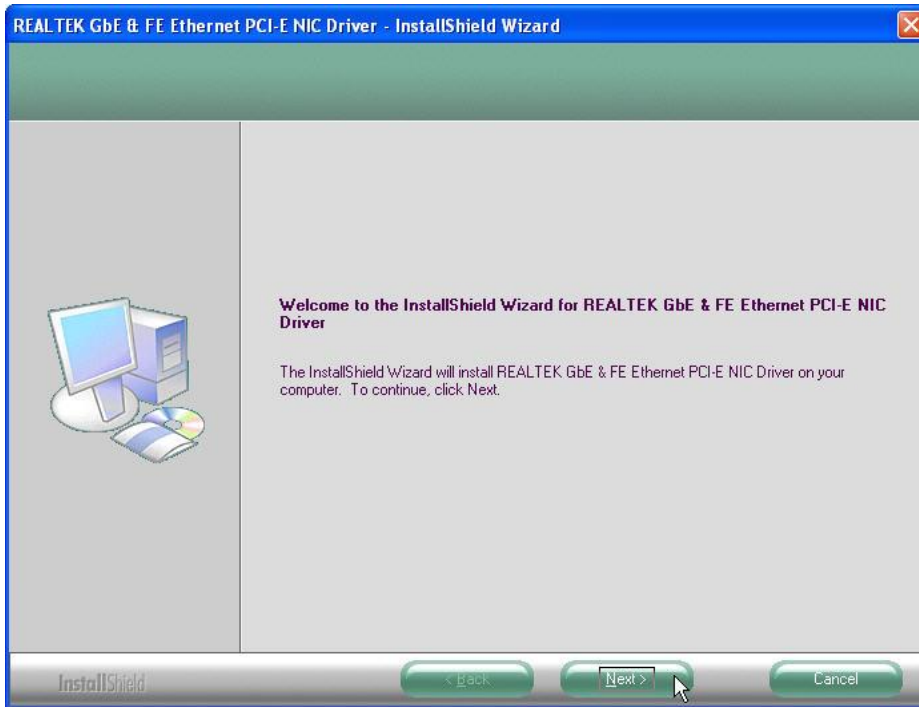 REALTEK GbE & FE Ethernet PCI-E NIC Driver - InstallShield Wizard
Welcome to the InstallShield Wizard for REALTEK GbE & FE Ethernet PCI-E NIC
Driver
The InstallShield Wizard will install REALTEK GbE & FE Ethernet PCI-E NIC Driver on your
computer. To continue, click Next.
InstallShield
< Back
Next >
Cancel